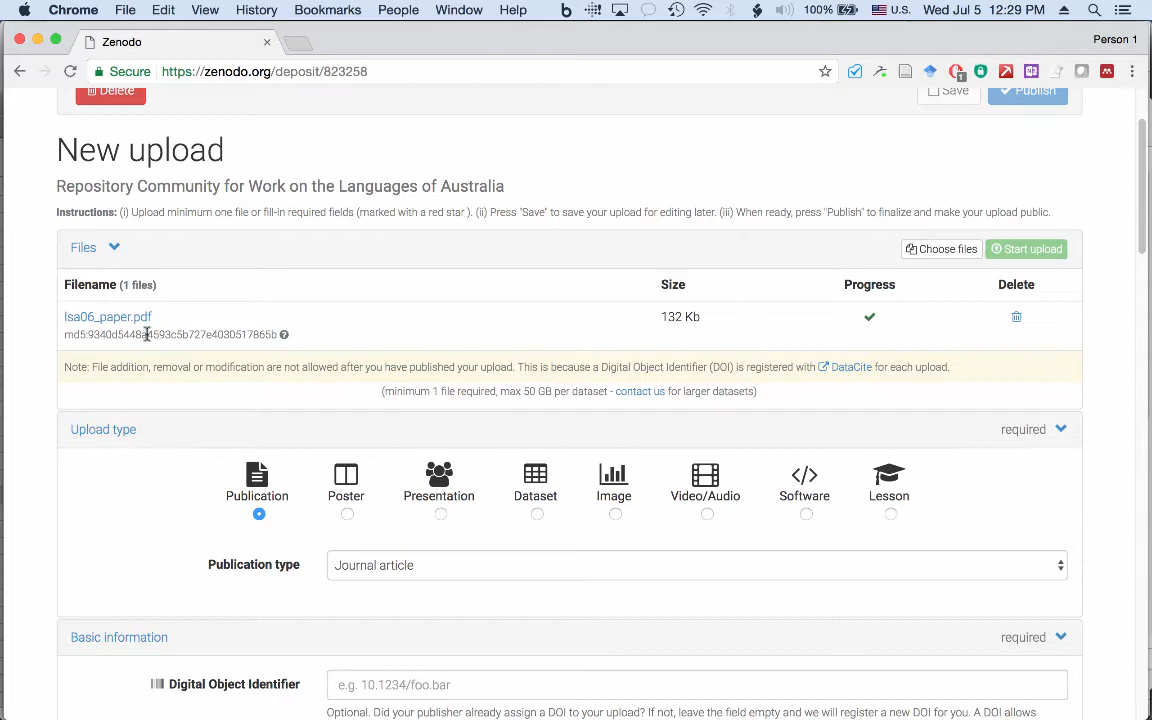 Chrome File Edit View History Bookmarks People Window Help 100% U.S. Wed Jul 5 12:29 PM
Zenodo × Person 1
Secure https://zenodo.org/deposit/823258 1
Delete Save Publish
New upload
Repository Community for Work on the Languages of Australia
Instructions: (i) Upload minimum one file or fill-in required fields (marked with a red star ). (ii) Press "Save" to save your upload for editing later. (iii) When ready, press "Publish" to finalize and make your upload public.
Files Choose files Start upload
Filename (1 files) Size Progress Delete
lsa06_paper.pdf 132 Kb
md5:9340d5448a4593c5b727e4030517865b
Note: File addition, removal or modification are not allowed after you have published your upload. This is because a Digital Object Identifier (DOI) is registered with DataCite for each upload.
(minimum 1 file required, max 50 GB per dataset - contact us for larger datasets)
Upload type required
Publication Poster Presentation Dataset Image Video/Audio Software Lesson
Publication type Journal article
Basic information required
Digital Object Identifier e.g. 10.1234/foo.bar
Optional. Did your publisher already assign a DOI to your upload? If not, leave the field empty and we will register a new DOI for you. A DOI allows